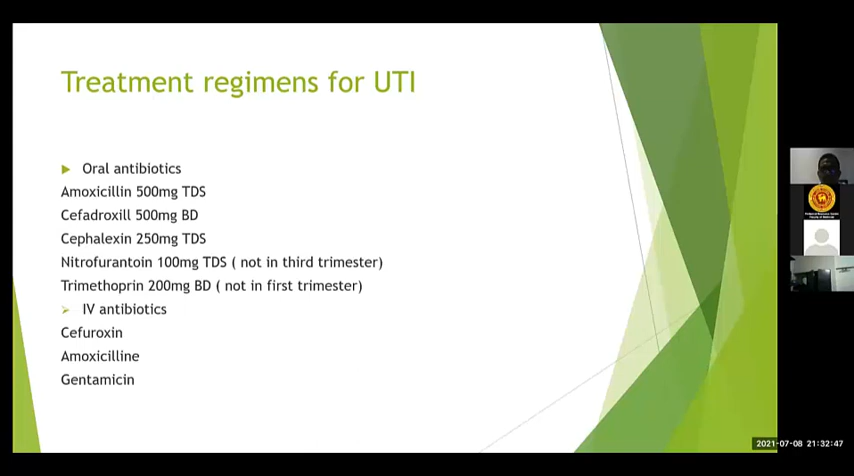 Treatment regimens for UTI
Oral antibiotics
Amoxicillin 500mg TDS
Cefadroxill 500mg BD
Cephalexin 250mg TDS
Nitrofurantoin 100mg TDS ( not in third trimester)
Trimethoprin 200mg BD ( not in first trimester)
IV antibiotics
Cefuroxin
Amoxicilline
Gentamicin
2021-07-08 21:32:47